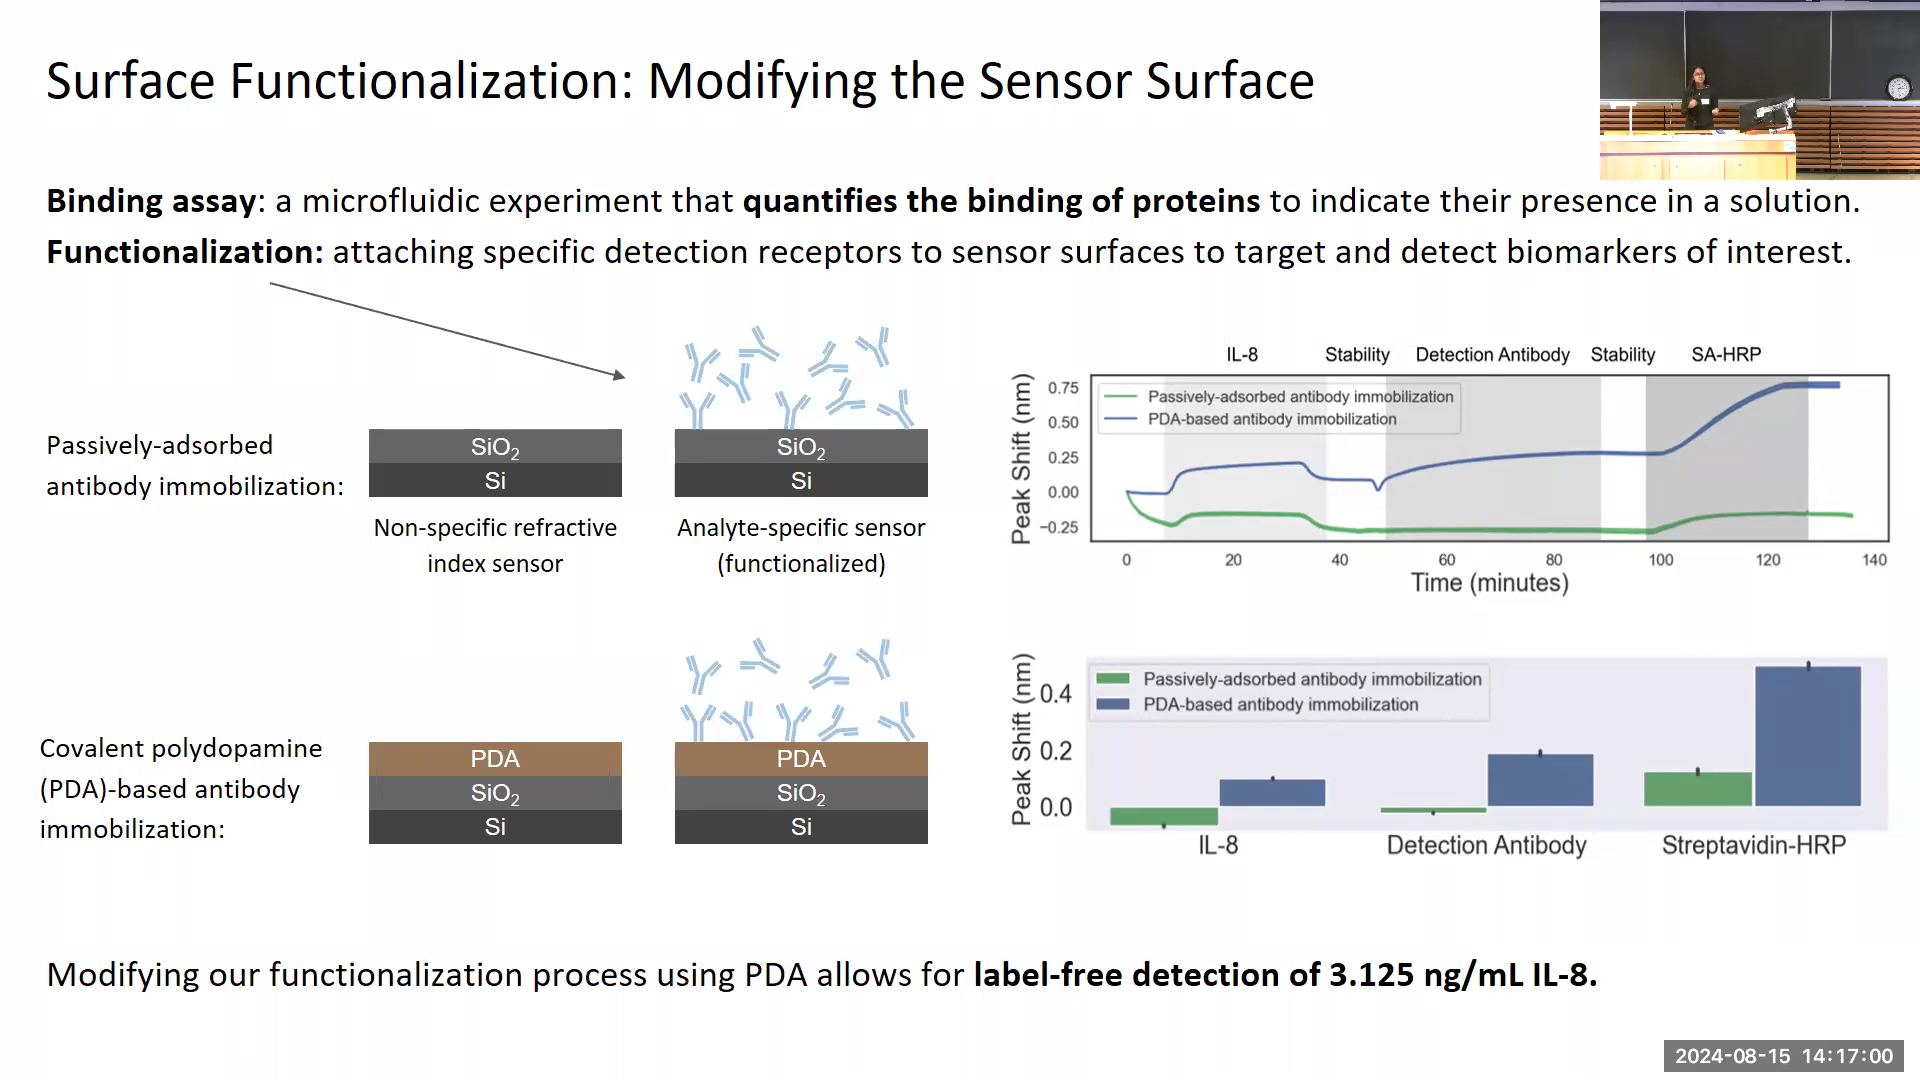 Surface Functionalization: Modifying the Sensor Surface
Binding assay: a microfluidic experiment that quantifies the binding of proteins to indicate their presence in a solution.
Functionalization: attaching specific detection receptors to sensor surfaces to target and detect biomarkers of interest.
Passively-adsorbed
antibody immobilization:
SiO2
Si
Non-specific refractive
index sensor
SiO2
Si
Analyte-specific sensor
(functionalized)
Covalent polydopamine
(PDA)-based antibody
immobilization:
PDA
SiO2
Si
PDA
SiO2
Si
IL-8 Stability Detection Antibody Stability SA-HRP
Peak Shift (nm)
0.75
0.50
0.25
0.00
−0.25
Passively-adsorbed antibody immobilization
PDA-based antibody immobilization
0 20 40 60 80 100 120 140
Time (minutes)
Peak Shift (nm)
0.4
0.2
0.0
Passively-adsorbed antibody immobilization
PDA-based antibody immobilization
IL-8 Detection Antibody Streptavidin-HRP
Modifying our functionalization process using PDA allows for label-free detection of 3.125 ng/mL IL-8.
2024-08-15 14:17:00